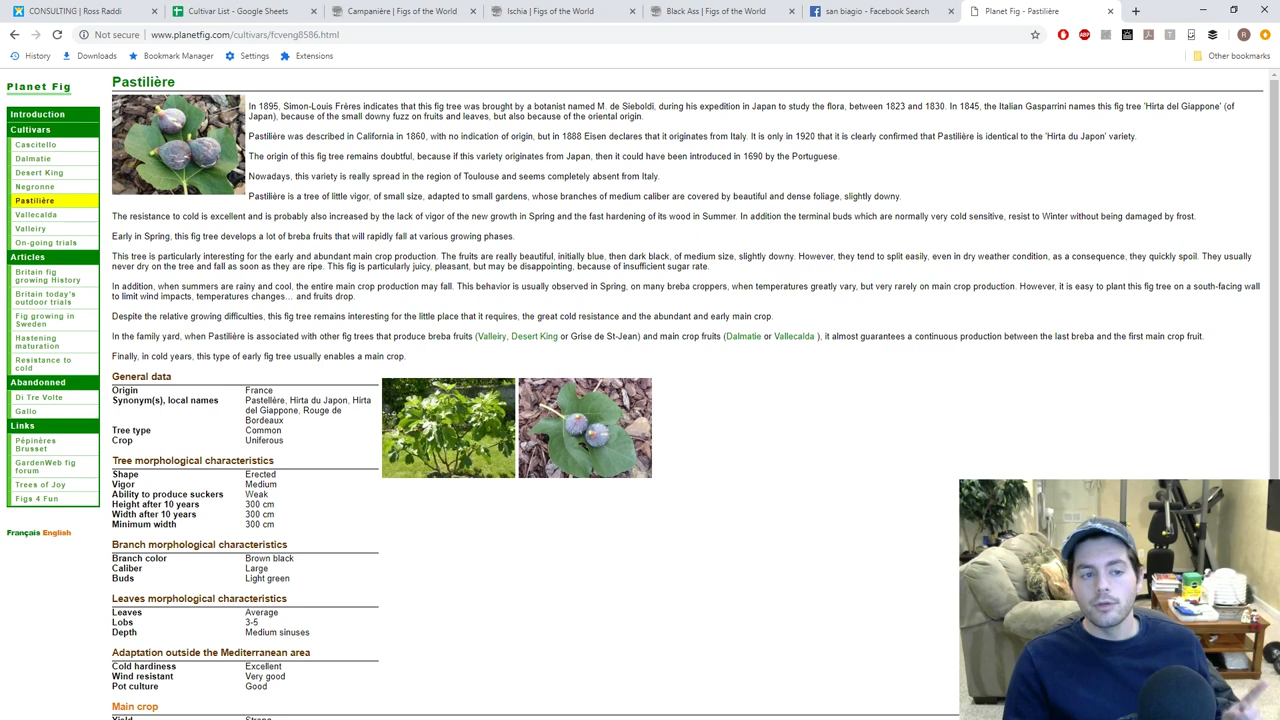 CONSULTING | Ross Raddi
Cultivar List - Google Sheets
Campanière | Figs of the World
Ischia | Figs of the World
Black Ass | Figs of the World
san biagio - Facebook Search
Planet Fig - Pastilière
Not secure | www.planetfig.com/cultivars/fcveng8586.html
History
Downloads
Bookmark Manager
Settings
Extensions
Other bookmarks
Planet Fig
Introduction
Cultivars
Cascitello
Dalmatie
Desert King
Negronne
Pastilière
Vallecalda
Valleiry
On-going trials
Articles
Britain fig
growing History
Britain today's
outdoor trials
Fig growing in
Sweden
Hastening
maturation
Resistance to
cold
Abandonned
Di Tre Volte
Gallo
Links
Pépinères
Brusset
GardenWeb fig
forum
Trees of Joy
Figs 4 Fun
Français English
Pastilière
In 1895, Simon-Louis Frères indicates that this fig tree was brought by a botanist named M. de Sieboldi, during his expedition in Japan to study the flora, between 1823 and 1830. In 1845, the Italian Gasparrini names this fig tree 'Hirta del Giappone' (of
Japan), because of the small downy fuzz on fruits and leaves, but also because of the oriental origin.
Pastilière was described in California in 1860, with no indication of origin, but in 1888 Eisen declares that it originates from Italy. It is only in 1920 that it is clearly confirmed that Pastilière is identical to the 'Hirta du Japon' variety.
The origin of this fig tree remains doubtful, because if this variety originates from Japan, then it could have been introduced in 1690 by the Portuguese.
Nowadays, this variety is really spread in the region of Toulouse and seems completely absent from Italy.
Pastilière is a tree of little vigor, of small size, adapted to small gardens, whose branches of medium caliber are covered by beautiful and dense foliage, slightly downy.
The resistance to cold is excellent and is probably also increased by the lack of vigor of the new growth in Spring and the fast hardening of its wood in Summer. In addition the terminal buds which are normally very cold sensitive, resist to Winter without being damaged by frost.
Early in Spring, this fig tree develops a lot of breba fruits that will rapidly fall at various growing phases.
This tree is particularly interesting for the early and abundant main crop production. The fruits are really beautiful, initially blue, then dark black, of medium size, slightly downy. However, they tend to split easily, even in dry weather condition, as a consequence, they quickly spoil. They usually
never dry on the tree and fall as soon as they are ripe. This fig is particularly juicy, pleasant, but may be disappointing, because of insufficient sugar rate.
In addition, when summers are rainy and cool, the entire main crop production may fall. This behavior is usually observed in Spring, on many breba croppers, when temperatures greatly vary, but very rarely on main crop production. However, it is easy to plant this fig tree on a south-facing wall
to limit wind impacts, temperatures changes... and fruits drop.
Despite the relative growing difficulties, this fig tree remains interesting for the little place that it requires, the great cold resistance and the abundant and early main crop.
In the family yard, when Pastilière is associated with other fig trees that produce breba fruits (Valleiry, Desert King or Grise de St-Jean) and main crop fruits (Dalmatie or Vallecalda ), it almost guarantees a continuous production between the last breba and the first main crop fruit.
Finally, in cold years, this type of early fig tree usually enables a main crop.
General data
Origin France
Synonym(s), local names Pastellère, Hirta du Japon, Hirta
del Giappone, Rouge de
Bordeaux
Tree type Common
Crop Uniferous
Tree morphological characteristics
Shape Erected
Vigor Medium
Ability to produce suckers Weak
Height after 10 years 300 cm
Width after 10 years 300 cm
Minimum width 300 cm
Branch morphological characteristics
Branch color Brown black
Caliber Large
Buds Light green
Leaves morphological characteristics
Leaves Average
Lobs 3-5
Depth Medium sinuses
Adaptation outside the Mediterranean area
Cold hardiness Excellent
Wind resistant Very good
Pot culture Good
Main crop
Yield Strong